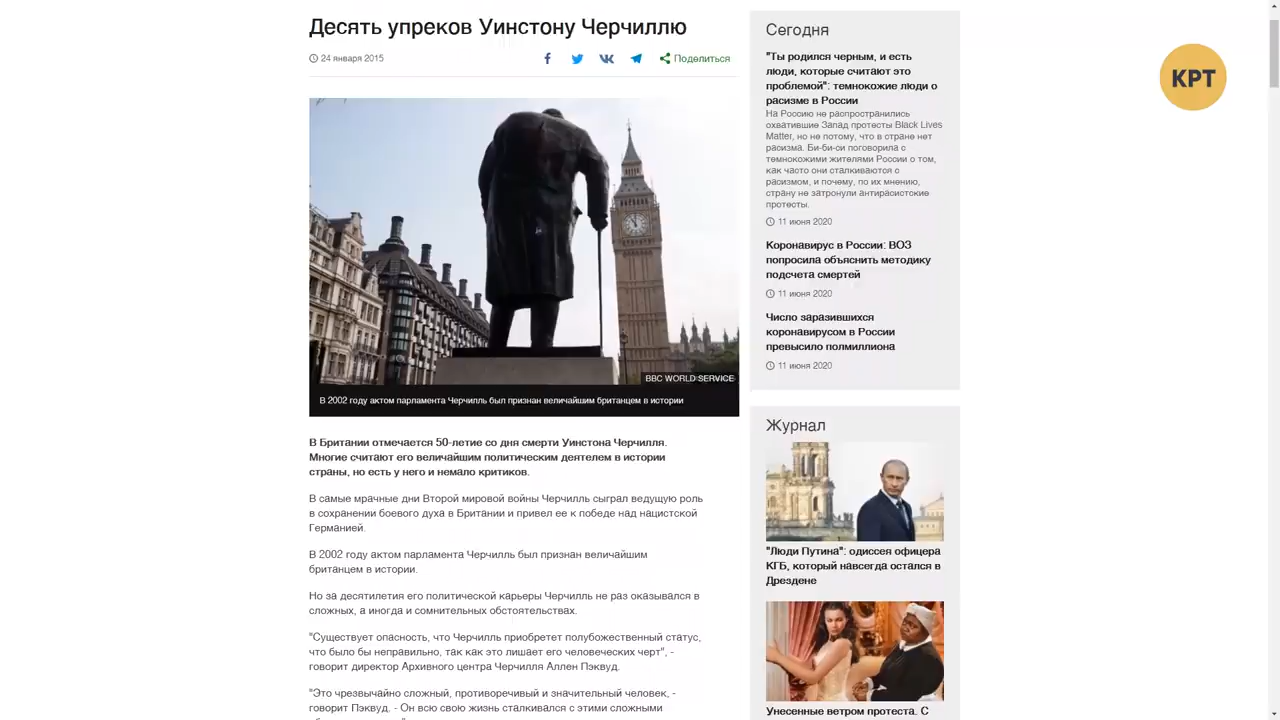 Десять упреков Уинстону Черчиллю
24 января 2015
Поделиться
BBC WORLD SERVICE
В 2002 году актом парламента Черчилль был признан величайшим британцем в истории
В Британии отмечается 50-летие со дня смерти Уинстона Черчилля.
Многие считают его величайшим политическим деятелем в истории
страны, но есть у него и немало критиков.
В самые мрачные дни Второй мировой войны Черчилль сыграл ведущую роль
в сохранении боевого духа в Британии и привел ее к победе над нацистской
Германией.
В 2002 году актом парламента Черчилль был признан величайшим
британцем в истории.
Но за десятилетия его политической карьеры Черчилль не раз оказывался в
сложных, а иногда и сомнительных обстоятельствах.
"Существует опасность, что Черчилль приобретет полубожественный статус,
что было бы неправильно, так как это лишает его человеческих черт", -
говорит директор Архивного центра Черчилля Аллен Пэквуд.
"Это чрезвычайно сложный, противоречивый и значительный человек, -
говорит Пэквуд. - Он всю свою жизнь сталкивался с этими сложными
Сегодня
"Ты родился черным, и есть
люди, которые считают это
проблемой": темнокожие люди о
расизме в России
На Россию не распространились
охватившие Запад протесты Black Lives
Matter, но не потому, что в стране нет
расизма. Би-би-си поговорила с
темнокожими жителями России о том,
как часто они сталкиваются с
расизмом, и почему, по их мнению,
страну не затронули антирасистские
протесты.
11 июня 2020
Коронавирус в России: ВОЗ
попросила объяснить методику
подсчета смертей
11 июня 2020
Число заразившихся
коронавирусом в России
превысило полмиллиона
11 июня 2020
Журнал
"Люди Путина": одиссея офицера
КГБ, который навсегда остался в
Дрездене
Унесенные ветром протеста. С
КРТ